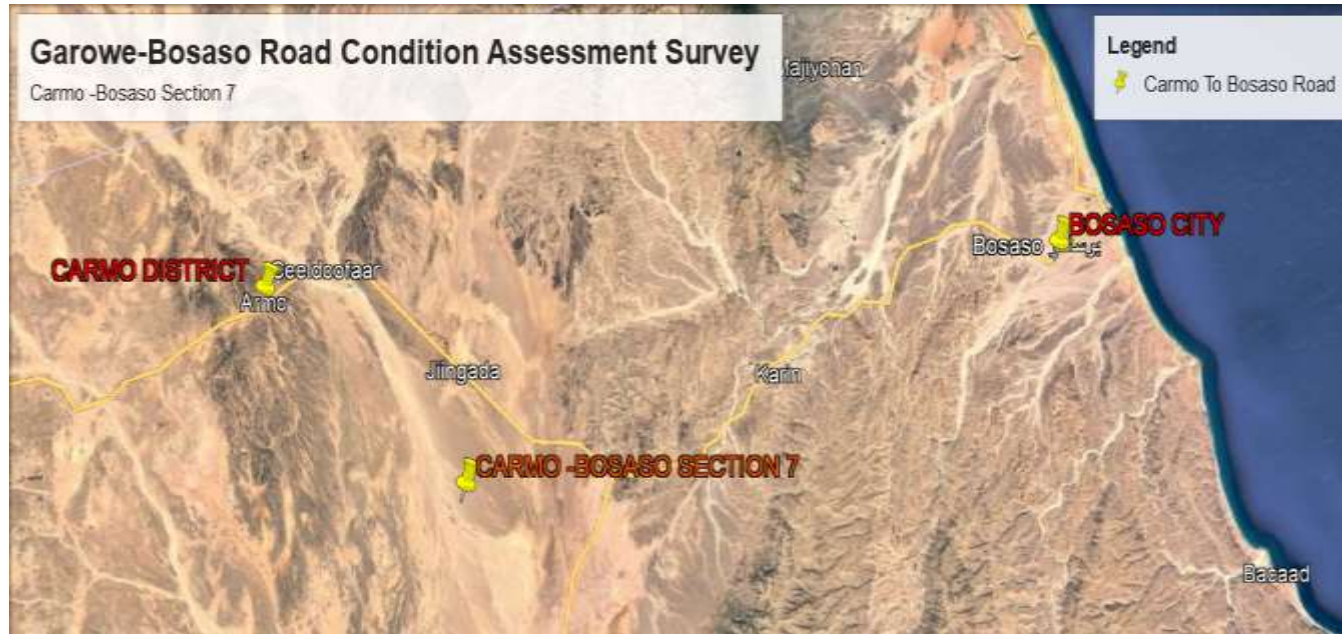 Garowe-Bosaso Road Condition Assessment Survey
Carmo -Bosaso Section 7
Legend
Carmo To Bosaso Road
Majiyohan
BOSASO CITY
Bosaso
CARMO DISTRICT
Ceeldoofaar
Armo
Jiingada
Karin
CARMO -BOSASO SECTION 7
Bacaad